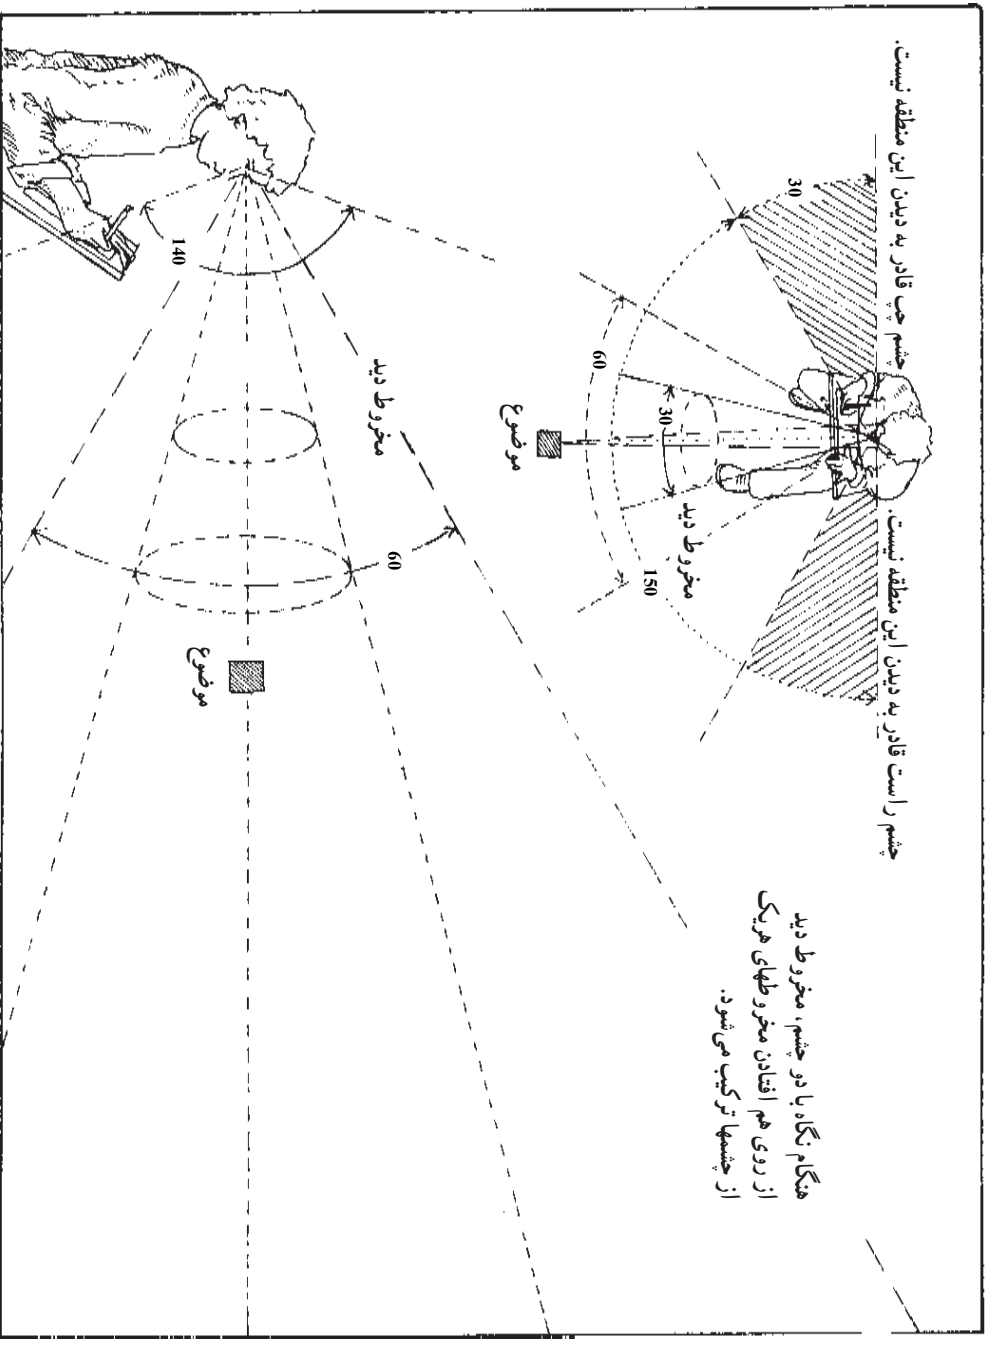 چشم چپ قادر به دیدن این منطقه نیست.
چشم راست قادر به دیدن این منطقه نیست.
30
60
30
150
مخروط دید
موضوع
140
مخروط دید
60
موضوع
هنگام نگاه با دو چشم، مخروط دید
از روی هم افتادن مخروطهای هریک
از چشمها ترکیب می‌شود.